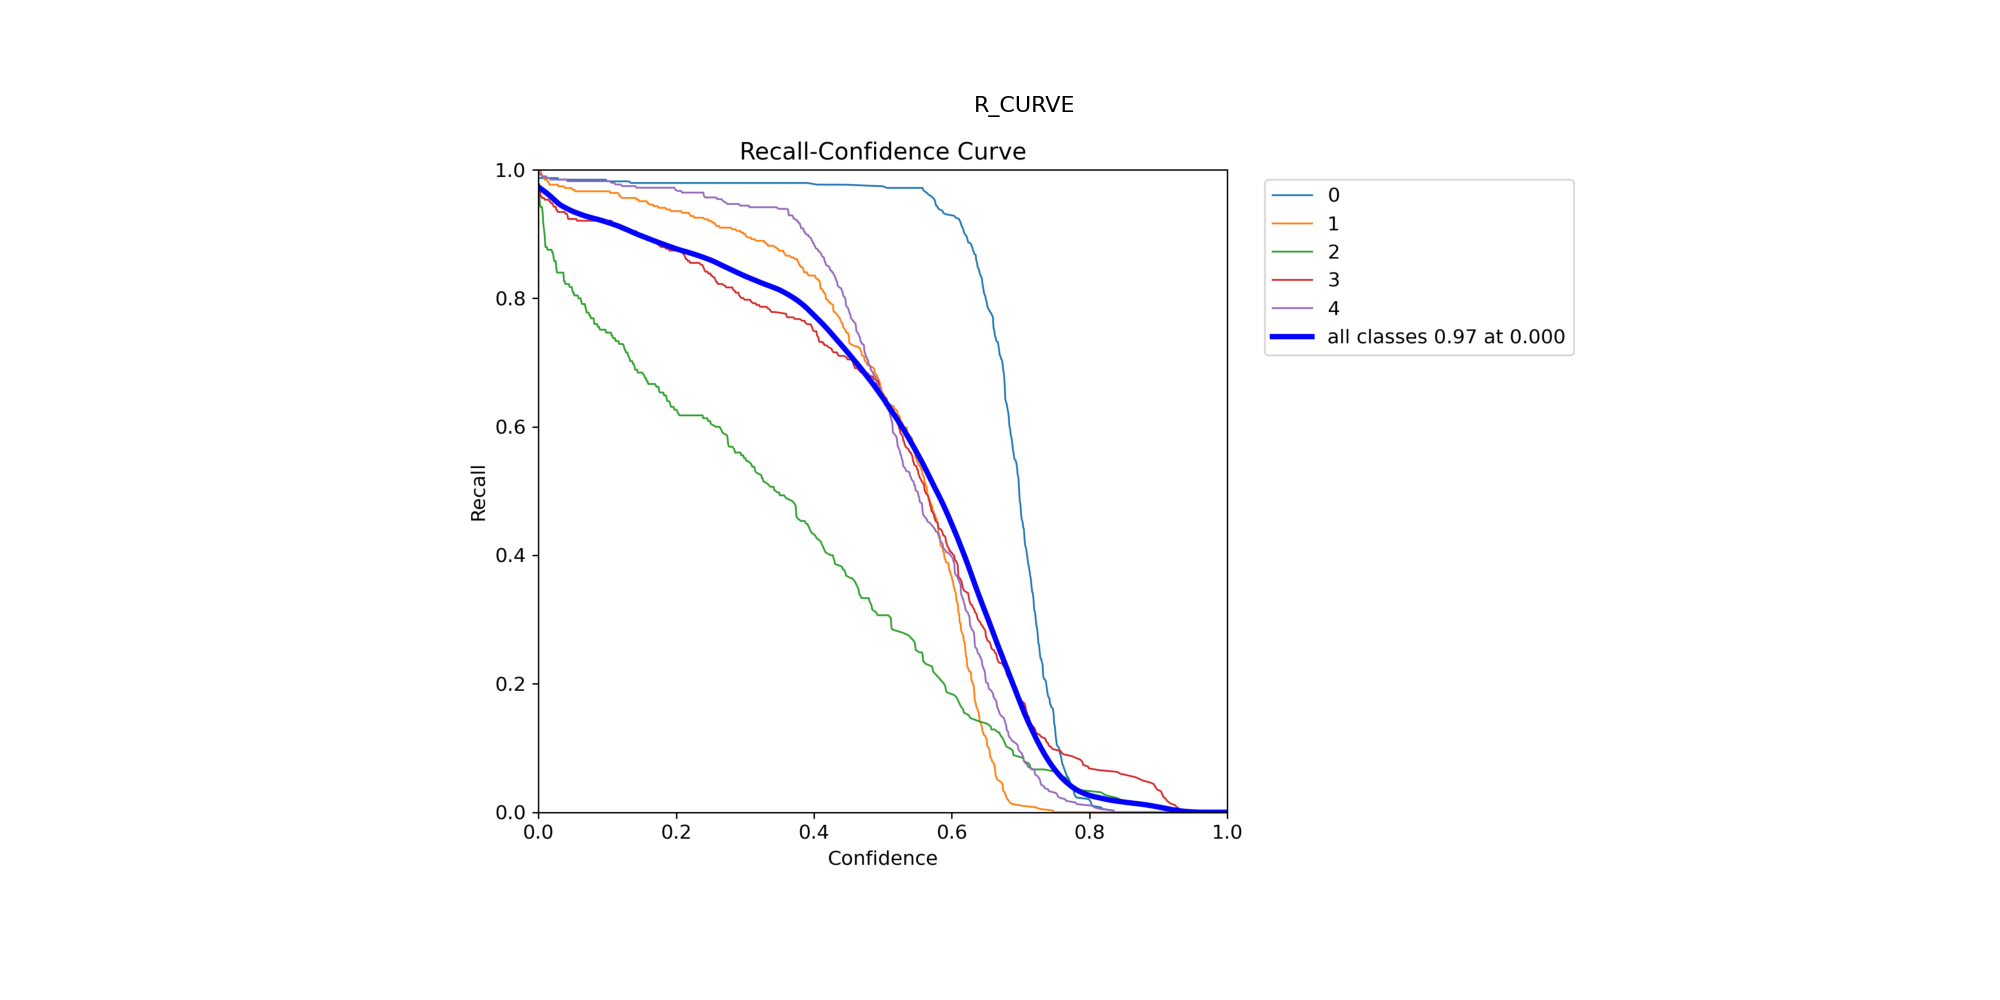 R_CURVE
Recall-Confidence Curve
1.0
0.8
0.6
0.4
0.2
0.0
Recall
0.0 0.2 0.4 0.6 0.8 1.0
Confidence
0
1
2
3
4
all classes 0.97 at 0.000